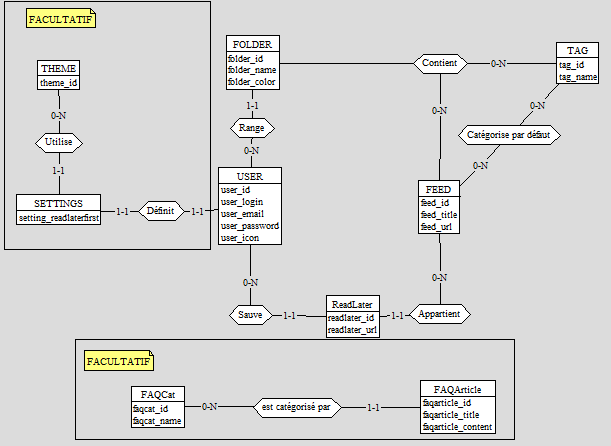 FACULTATIF
THEME
theme_id
0-N
Utilise
1-1
SETTINGS
setting_readlaterfirst
1-1
Définit
1-1
FOLDER
folder_id
folder_name
folder_color
1-1
Range
0-N
USER
user_id
user_login
user_email
user_password
user_icon
Contient
0-N
TAG
tag_id
tag_name
0-N
0-N
Catégorise par défaut
0-N
FEED
feed_id
feed_title
feed_url
0-N
0-N
Sauve
1-1
ReadLater
readlater_id
readlater_url
1-1
Appartient
FACULTATIF
FAQCat
faqcat_id
faqcat_name
0-N
est catégorisé par
1-1
FAQArticle
faqarticle_id
faqarticle_title
faqarticle_content